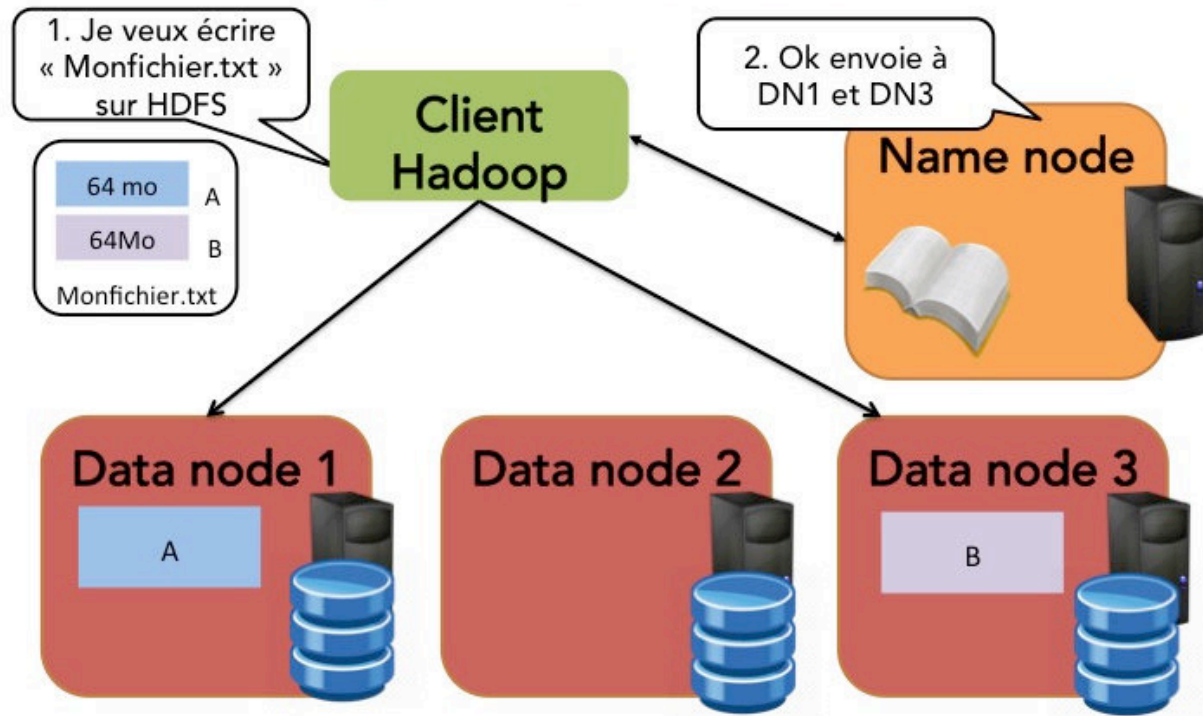 1. Je veux écrire
« Monfichier.txt »
sur HDFS
64 mo
A
64Mo
B
Monfichier.txt
Client
Hadoop
2. Ok envoie à
DN1 et DN3
Name node
Data node 1
A
Data node 2
Data node 3
B